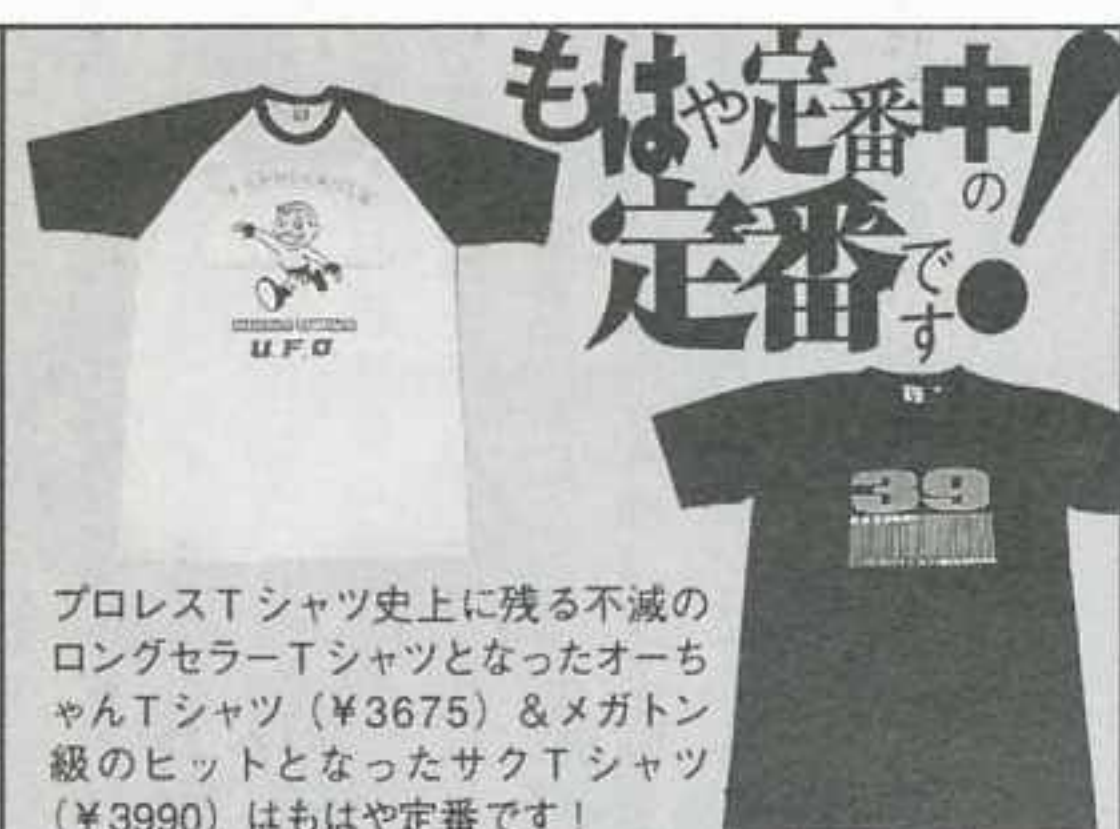 もはや定番中の
定番です!
U.F.O
39
プロレスTシャツ史上に残る不滅の
ロングセラーTシャツとなったオーち
ゃんTシャツ(¥3675)&メガトン
級のヒットとなったサクTシャツ
(¥3990)はもはや定番です!